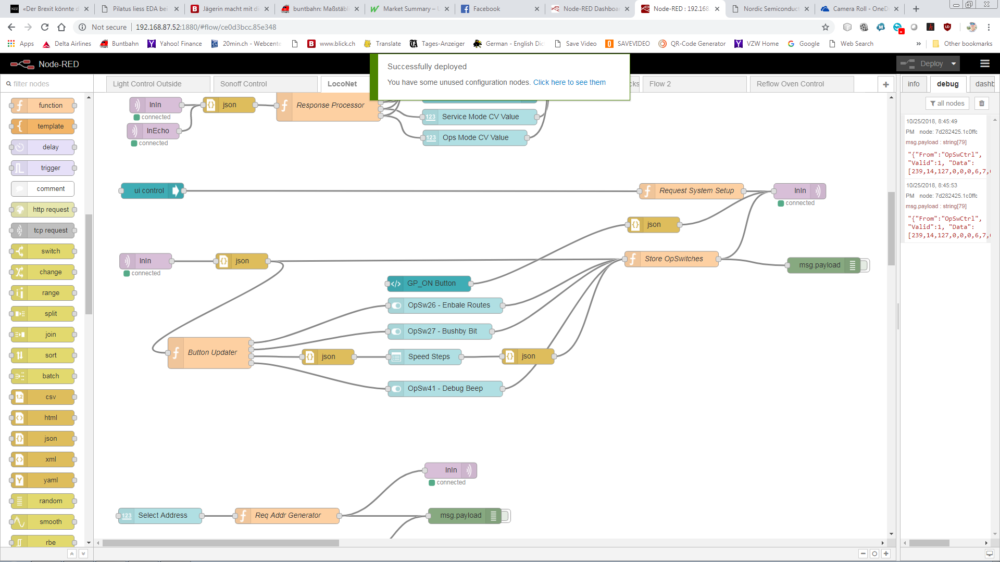 «Der Brexit könnte d
Pilatus liess EDA bei
Jägerin macht mit di
buntbahn: Maßstäbl
Market Summary –
Facebook
Node-RED Dashboa
Node-RED : 192.168
Nordic Semiconduc
Camera Roll - OneD
Not secure
192.168.87.52:1880/#flow/ce0d3bcc.85e348
Apps
Delta Airlines
Buntbahn
Yahoo! Finance
20min.ch - Webcente
www.blick.ch
Translate
Tages-Anzeiger
German - English Dic
Save Video
SAVEVIDEO
QR-Code Generator
VZW Home
Google
Web Search
»
Other bookmarks
Node-RED
Successfully deployed
You have some unused configuration nodes. Click here to see them
Deploy
filter nodes
Light Control Outside
Sonoff Control
LocoNet
cks
Flow 2
Reflow Oven Control
info
debug
dashb
all nodes
function
template
delay
trigger
comment
http request
tcp request
switch
change
range
split
join
sort
batch
csv
html
json
xml
yaml
random
smooth
rbe
lnIn
connected
lnEcho
connected
json
Response Processor
Service Mode CV Value
Ops Mode CV Value
ui control
Request System Setup
lnIn
connected
json
lnIn
connected
json
Store OpSwitches
msg.payload
GP_ON Button
OpSw26 - Enbale Routes
OpSw27 - Bushby Bit
Button Updater
json
Speed Steps
json
OpSw41 - Debug Beep
lnIn
connected
Select Address
Req Addr Generator
msg.payload
10/25/2018, 8:45:49
PM node: 7d282425.1c0ffc
msg.payload : string[79]
"{"From":"OpSwCtrl",
"Valid":1, "Data":
[239,14,127,0,0,0,6,7,
10/25/2018, 8:45:53
PM node: 7d282425.1c0ffc
msg.payload : string[79]
"{"From":"OpSwCtrl",
"Valid":1, "Data":
[239,14,127,0,0,0,6,7,